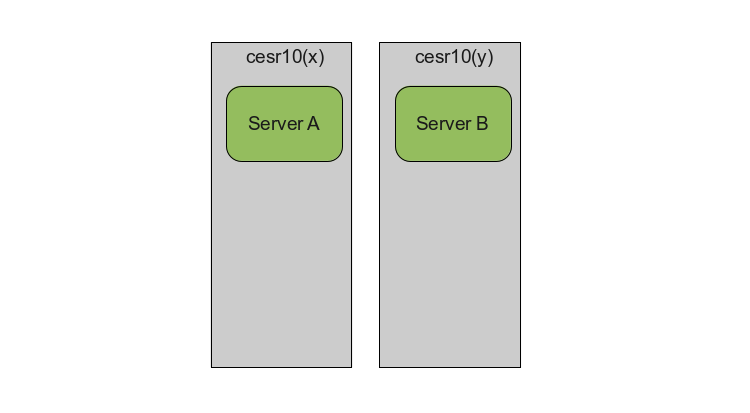 cesr10(x)
cesr10(y)
Server A
Server B